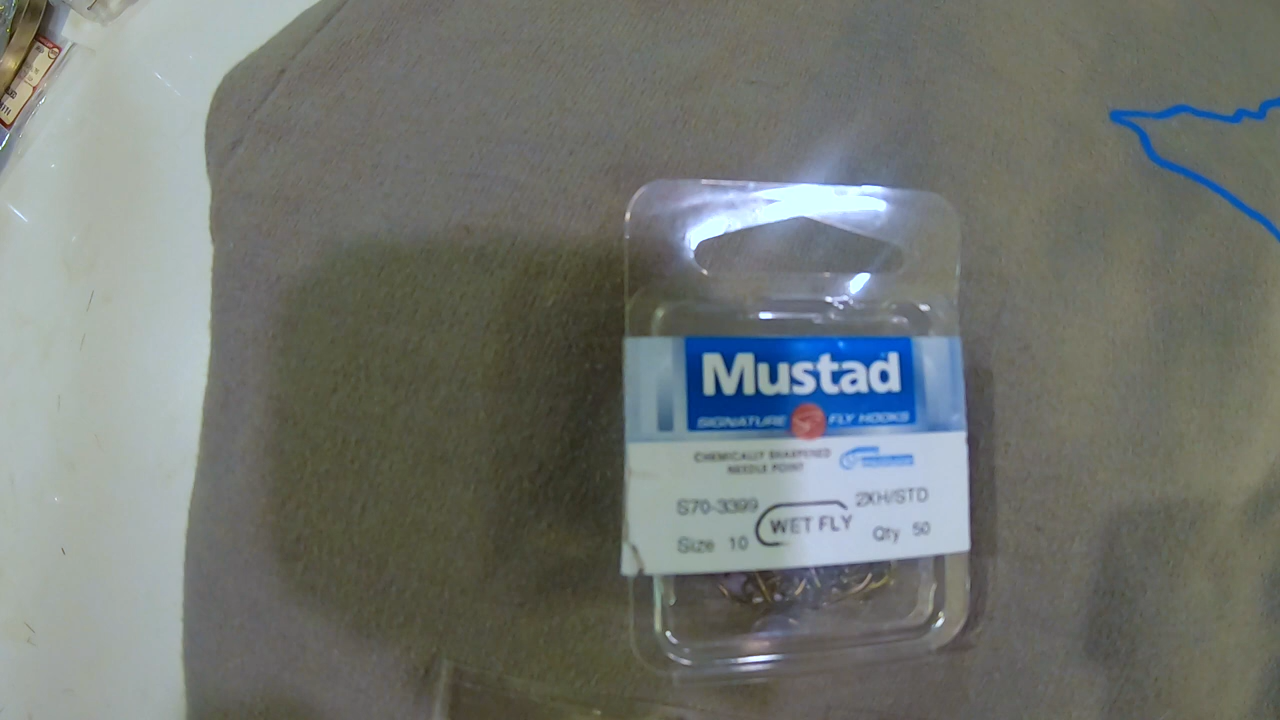 Mustad
SIGNATURE FLY HOOKS
CHEMICALLY SHARPENED
NEEDLE POINT
S70-3399 2XH/STD
WET FLY
Size 10 Qty 50